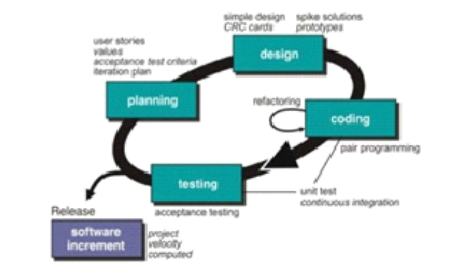 simple design
CRC cards
spike solutions
prototypes
user stories
values
acceptance test criteria
iteration plan
design
planning
refactoring
coding
pair programming
testing
unit test
continuous integration
acceptance testing
Release
software
increment
project
velocity
computed